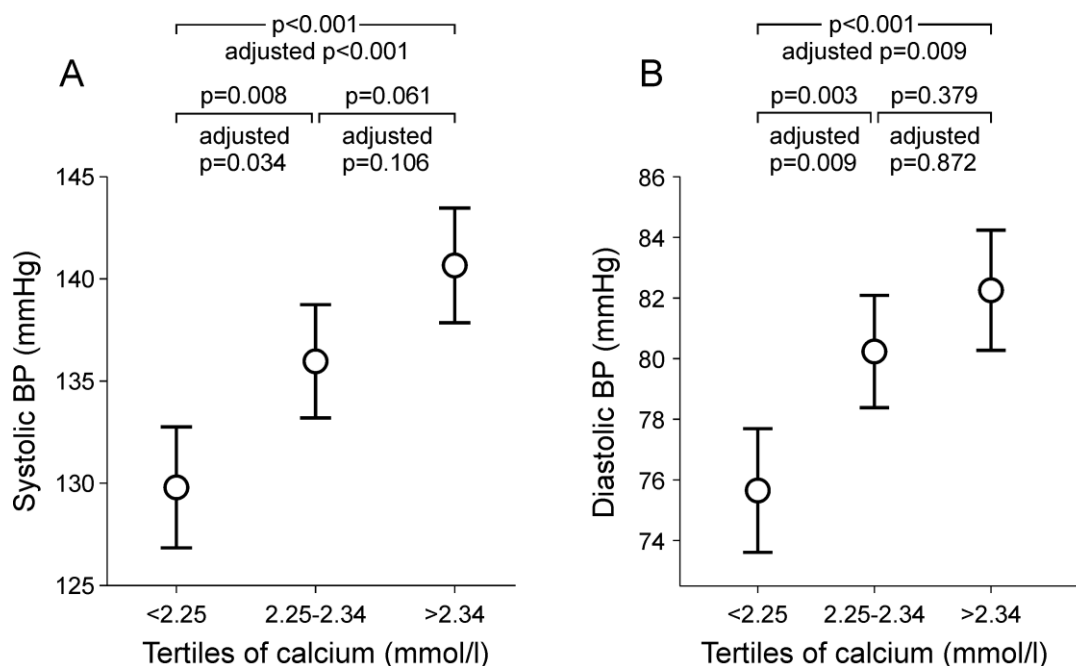 A
p<0.001
adjusted p<0.001
p=0.008
p=0.061
adjusted
p=0.034
adjusted
p=0.106
Systolic BP (mmHg)
145
140
135
130
125
<2.25
2.25-2.34
>2.34
Tertiles of calcium (mmol/l)
B
p<0.001
adjusted p=0.009
p=0.003
p=0.379
adjusted
p=0.009
adjusted
p=0.872
Diastolic BP (mmHg)
86
84
82
80
78
76
74
<2.25
2.25-2.34
>2.34
Tertiles of calcium (mmol/l)